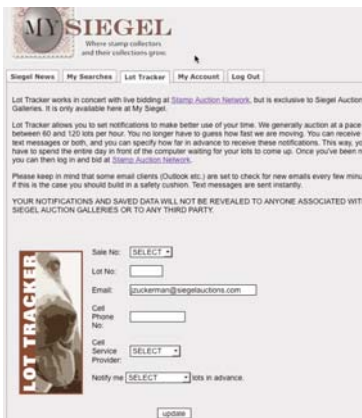 MY SIEGEL
Where stamp collectors
and their collections grow.
Siegel News My Searches Lot Tracker My Account Log Out
Lot Tracker works in concert with live bidding at Stamp Auction Network, but is exclusive to Siegel Auction
Galleries. It is only available here at My Siegel.
Lot Tracker allows you to set notifications to make better use of your time. We generally auction at a pace
between 60 and 120 lots per hour. You no longer have to guess how fast we are moving. You can receive
text messages or both, and you can specify how far in advance to receive these notifications. This way, yo
have to spend the entire day in front of the computer waiting for your lots to come up. Once you've been n
you can then log in and bid at Stamp Auction Network.
Please keep in mind that some email clients (Outlook etc.) are set to check for new emails every few minu
if this is the case you should build in a safety cushion. Text messages are sent instantly.
YOUR NOTIFICATIONS AND SAVED DATA WILL NOT BE REVEALED TO ANYONE ASSOCIATED WIT
SIEGEL AUCTION GALLERIES OR TO ANY THIRD PARTY.
LOT TRACKER
Sale No: SELECT
Lot No:
Email: jzuckerman@siegelauctions.com
Cell
Phone
No:
Cell
Service
Provider: SELECT
Notify me SELECT lots in advance.
update